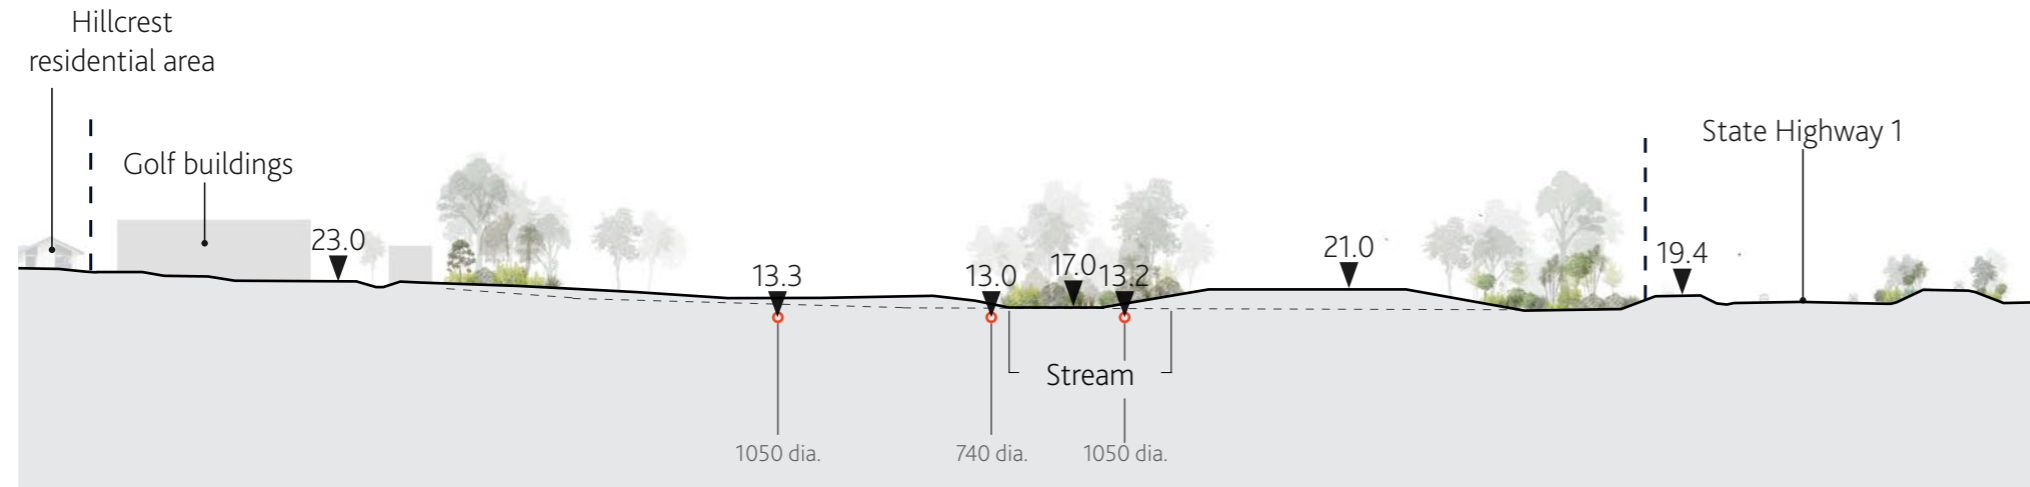 Hillcrest
residential area
Golf buildings
State Highway 1
23.0
13.3
13.0
17.0
13.2
21.0
19.4
Stream
1050 dia.
740 dia.
1050 dia.